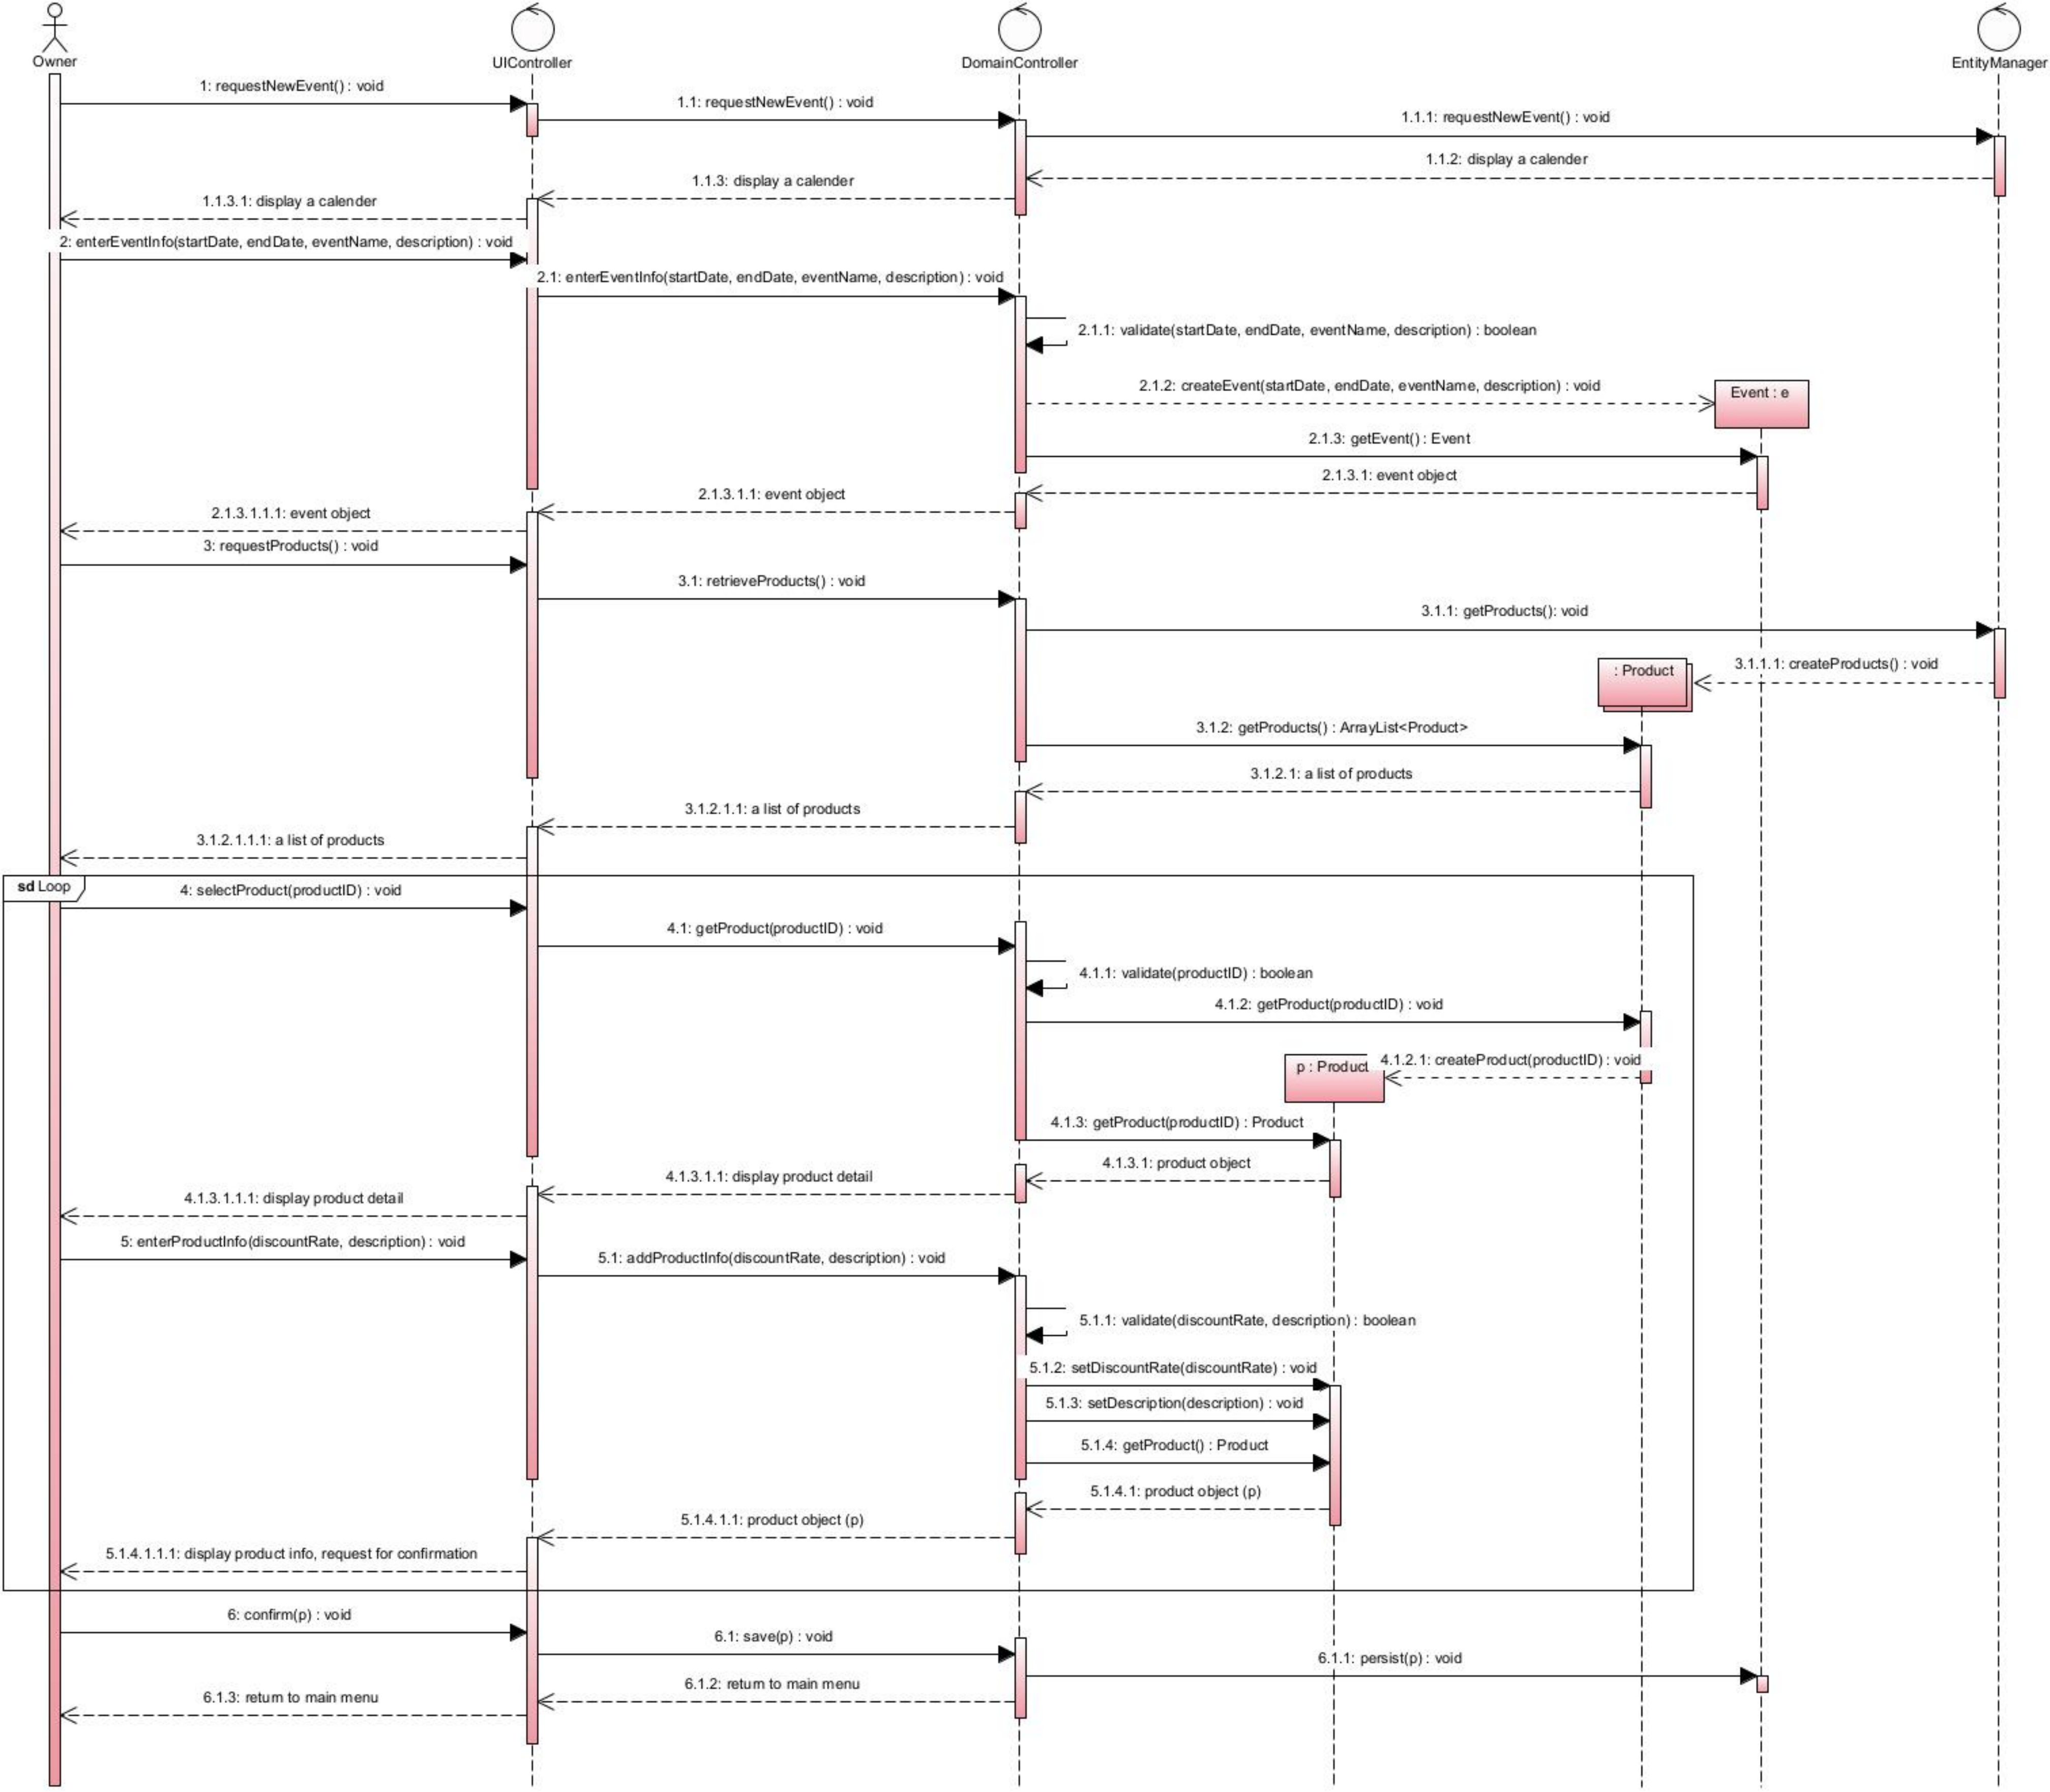 Owner
UIController
DomainController
EntityManager
1: requestNewEvent() : void
1.1: requestNewEvent() : void
1.1.1: requestNewEvent() : void
1.1.2: display a calender
1.1.3: display a calender
1.1.3.1: display a calender
2: enterEventInfo(startDate, endDate, eventName, description) : void
2.1: enterEventInfo(startDate, endDate, eventName, description) : void
2.1.1: validate(startDate, endDate, eventName, description) : boolean
2.1.2: createEvent(startDate, endDate, eventName, description) : void
Event : e
2.1.3: getEvent() : Event
2.1.3.1: event object
2.1.3.1.1: event object
2.1.3.1.1.1: event object
3: requestProducts() : void
3.1: retrieveProducts() : void
3.1.1: getProducts(): void
3.1.1.1: createProducts() : void
: Product
3.1.2: getProducts() : ArrayList<Product>
3.1.2.1: a list of products
3.1.2.1.1: a list of products
3.1.2.1.1.1: a list of products
sd Loop
4: selectProduct(productID) : void
4.1: getProduct(productID) : void
4.1.1: validate(productID) : boolean
4.1.2: getProduct(productID) : void
4.1.2.1: createProduct(productID) : void
p : Product
4.1.3: getProduct(productID) : Product
4.1.3.1: product object
4.1.3.1.1: display product detail
4.1.3.1.1.1: display product detail
5: enterProductInfo(discountRate, description) : void
5.1: addProductInfo(discountRate, description) : void
5.1.1: validate(discountRate, description) : boolean
5.1.2: setDiscountRate(discountRate) : void
5.1.3: setDescription(description) : void
5.1.4: getProduct() : Product
5.1.4.1: product object (p)
5.1.4.1.1: product object (p)
5.1.4.1.1.1: display product info, request for confirmation
6: confirm(p) : void
6.1: save(p) : void
6.1.1: persist(p) : void
6.1.2: return to main menu
6.1.3: return to main menu